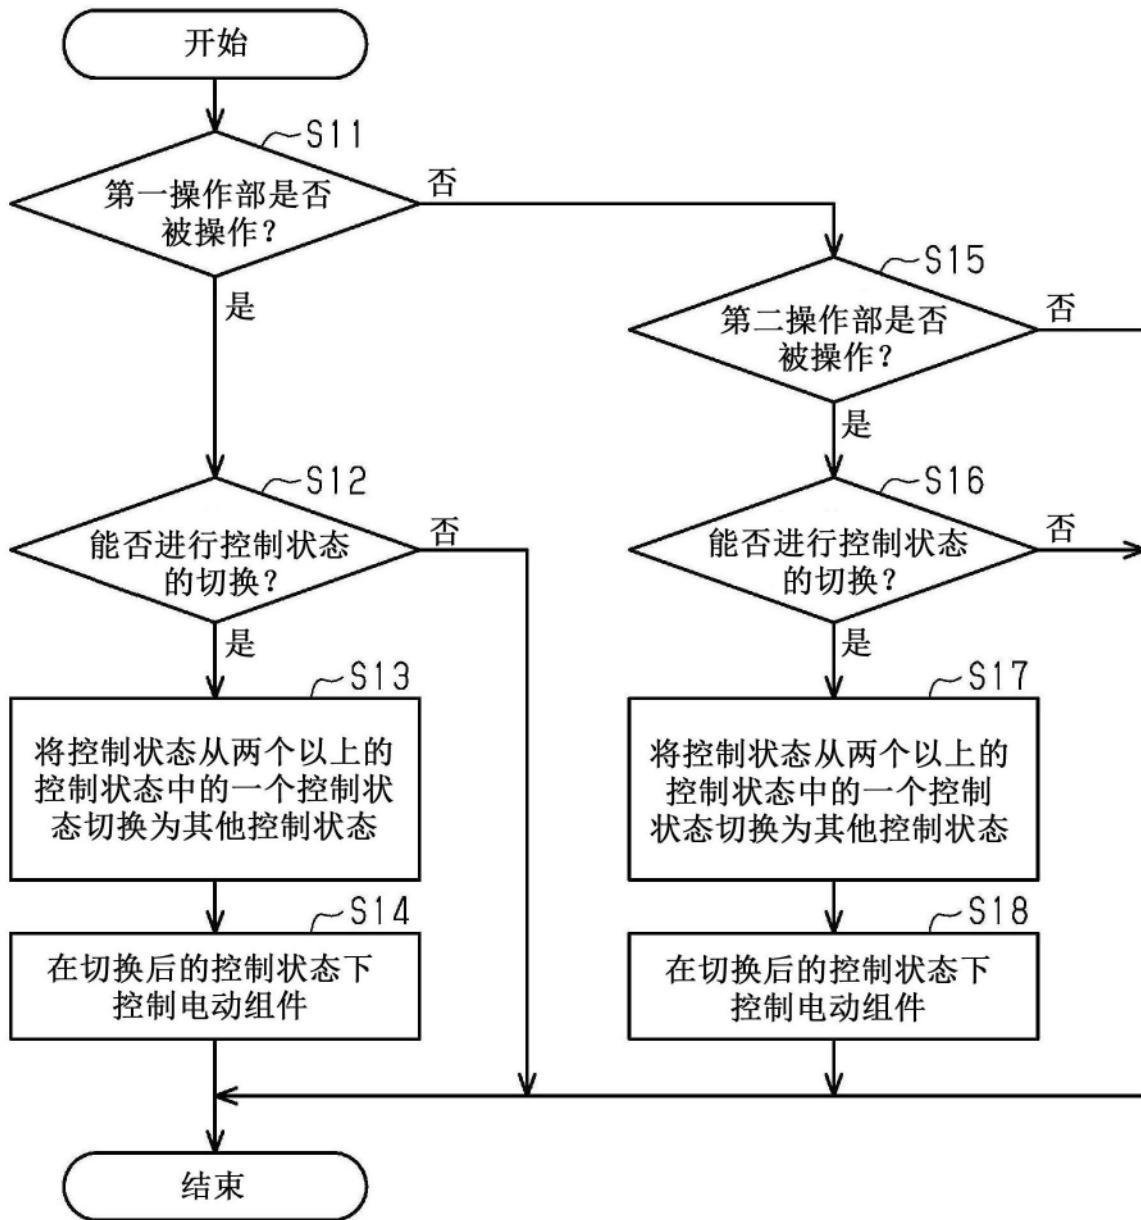 开始
S11
第一操作部是否
被操作？
否
是
S15
第二操作部是否
被操作？
否
是
S12
能否进行控制状态
的切换？
否
是
S16
能否进行控制状态
的切换？
否
是
S13
将控制状态从两个以上的
控制状态中的一个控制状
态切换为其他控制状态
S17
将控制状态从两个以上的
控制状态中的一个控制
状态切换为其他控制状态
S14
在切换后的控制状态下
控制电动组件
S18
在切换后的控制状态下
控制电动组件
结束